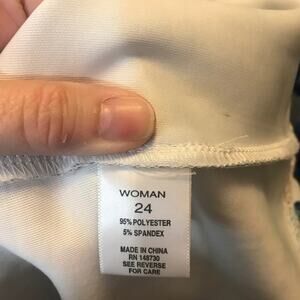 WOMAN
24
95% POLYESTER
5% SPANDEX
MADE IN CHINA
RN 148730
SEE REVERSE
FOR CARE